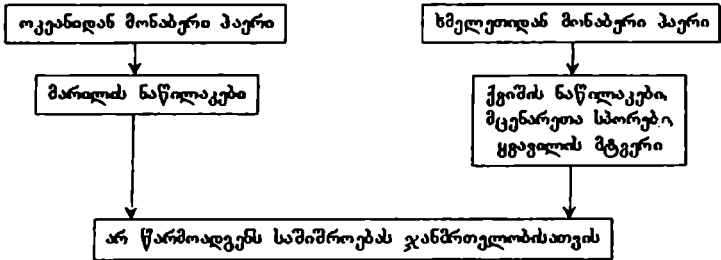 ოკეანიდან მონაბერი ჰაერი
ხმელეთიდან მონაბერი ჰაერი
მარილის ნაწილაკები
ქვიშის ნაწილაკები,
მცენარეთა სპორები,
ყვავილის მტვერი
არ წარმოადგენს საშიშროებას ჯანმრთელობისათვის